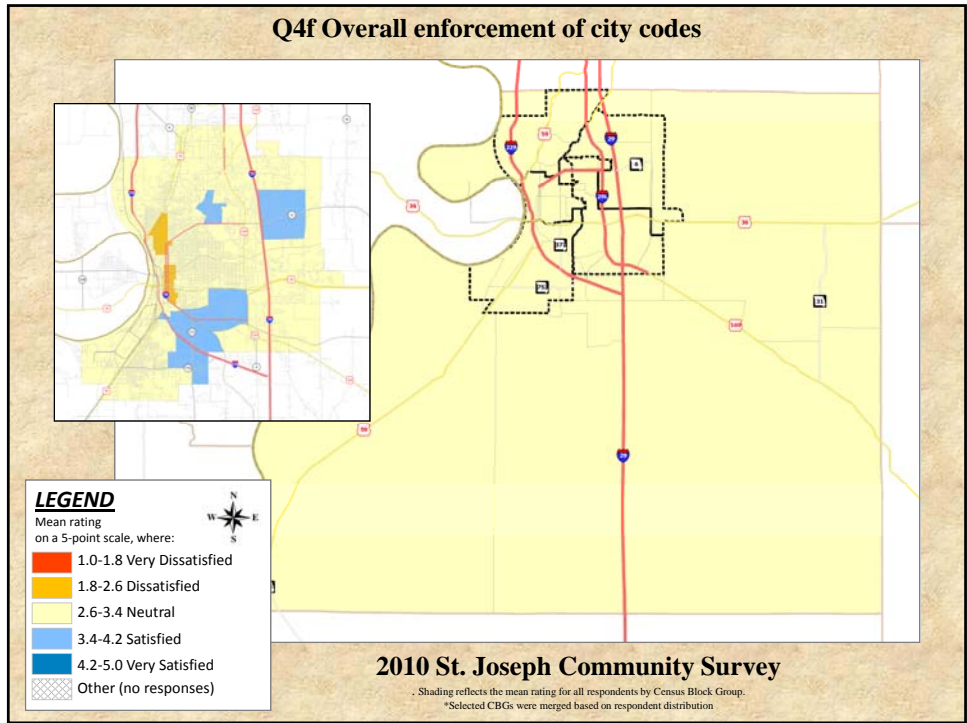 Q4f Overall enforcement of city codes
229
59
29
6
36
36
371
752
31
169
59
29
LEGEND
N
W
E
S
Mean rating
on a 5-point scale, where:
1.0-1.8 Very Dissatisfied
1.8-2.6 Dissatisfied
2.6-3.4 Neutral
3.4-4.2 Satisfied
4.2-5.0 Very Satisfied
Other (no responses)
2010 St. Joseph Community Survey
. Shading reflects the mean rating for all respondents by Census Block Group.
*Selected CBGs were merged based on respondent distribution